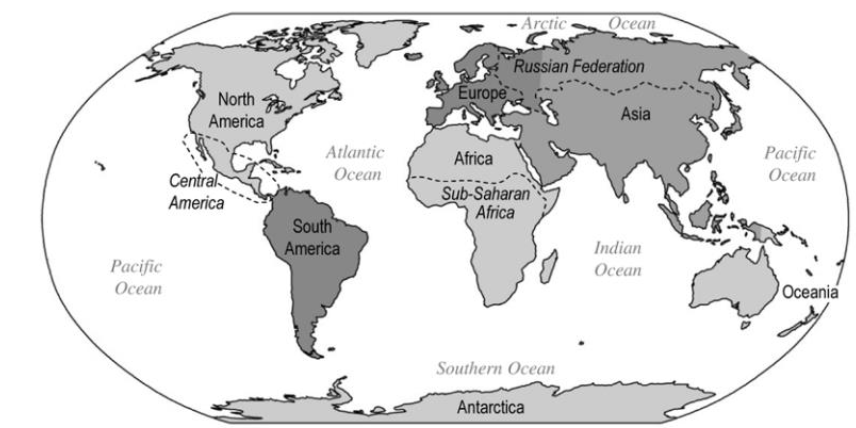 Arctic Ocean
Russian Federation
North
America
Europe
Asia
Atlantic
Ocean
Africa
Pacific
Ocean
Central
America
Sub-Saharan
Africa
South
America
Indian
Ocean
Pacific
Ocean
Oceania
Southern Ocean
Antarctica